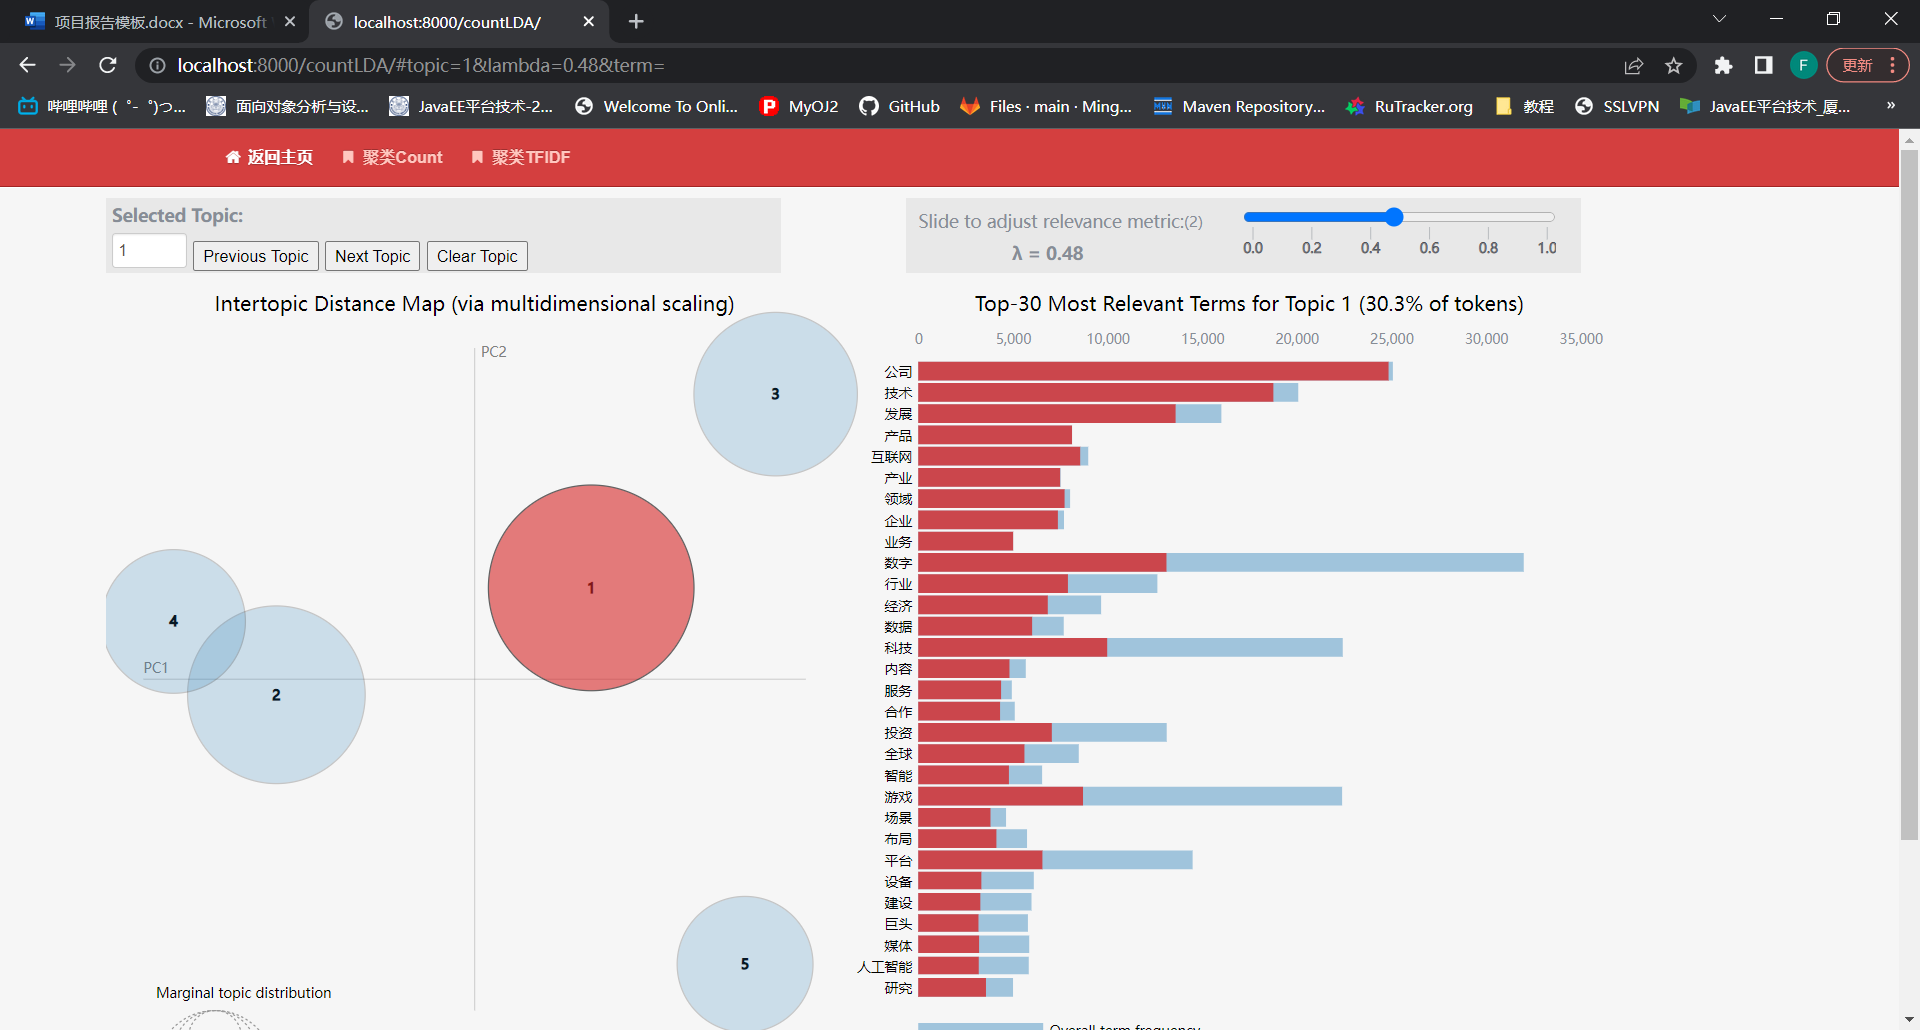 项目报告模板.docx - Microsoft
localhost:8000/countLDA/
localhost:8000/countLDA/#topic=1&lambda=0.48&term=
F
更新
哔哩哔哩 (゜-゜)つ...
面向对象分析与设...
JavaEE平台技术-2...
Welcome To Onli...
MyOJ2
GitHub
Files · main · Ming...
Maven Repository...
RuTracker.org
教程
SSLVPN
JavaEE平台技术_厦...
»
返回主页
聚类Count
聚类TFIDF
Selected Topic:
1
Previous Topic
Next Topic
Clear Topic
Slide to adjust relevance metric:(2)
λ = 0.48
0.0 0.2 0.4 0.6 0.8 1.0
Intertopic Distance Map (via multidimensional scaling)
PC2
3
1
4
PC1
2
5
Marginal topic distribution
Top-30 Most Relevant Terms for Topic 1 (30.3% of tokens)
0 5,000 10,000 15,000 20,000 25,000 30,000 35,000
公司
技术
发展
产品
互联网
产业
领域
企业
业务
数字
行业
经济
数据
科技
内容
服务
合作
投资
全球
智能
游戏
场景
布局
平台
设备
建设
巨头
媒体
人工智能
研究
Overall term frequency